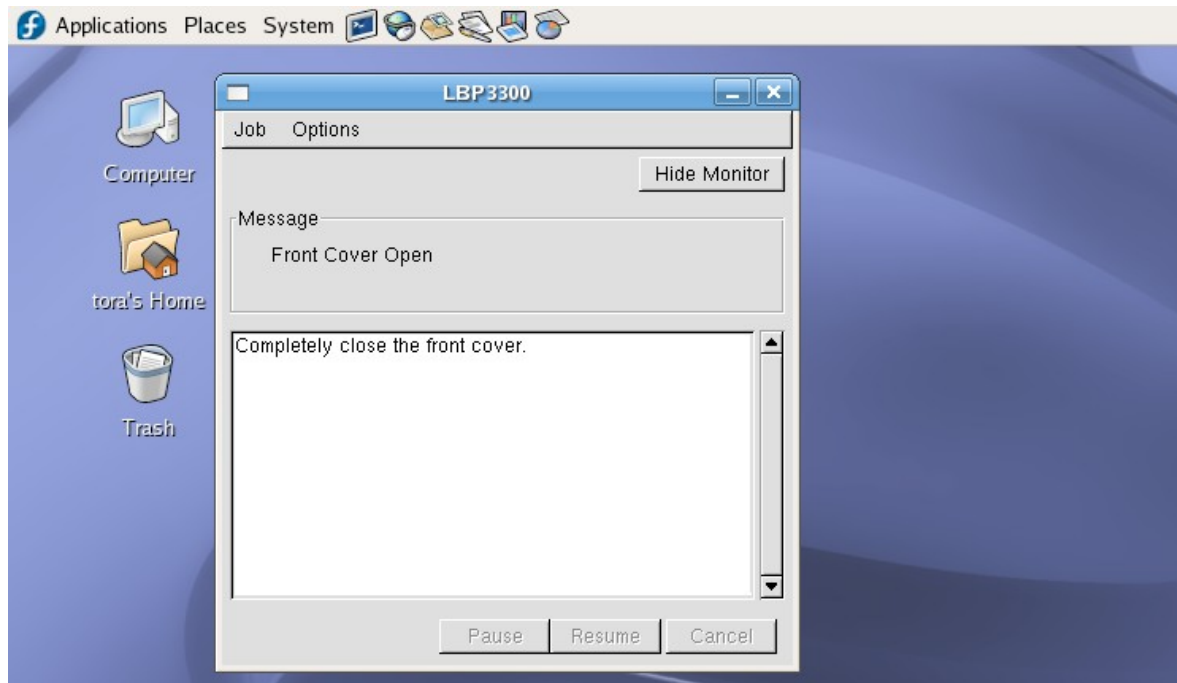 Applications Places System
LBP3300
Job Options
Hide Monitor
Message
Front Cover Open
Completely close the front cover.
Pause Resume Cancel
Computer
tora's Home
Trash